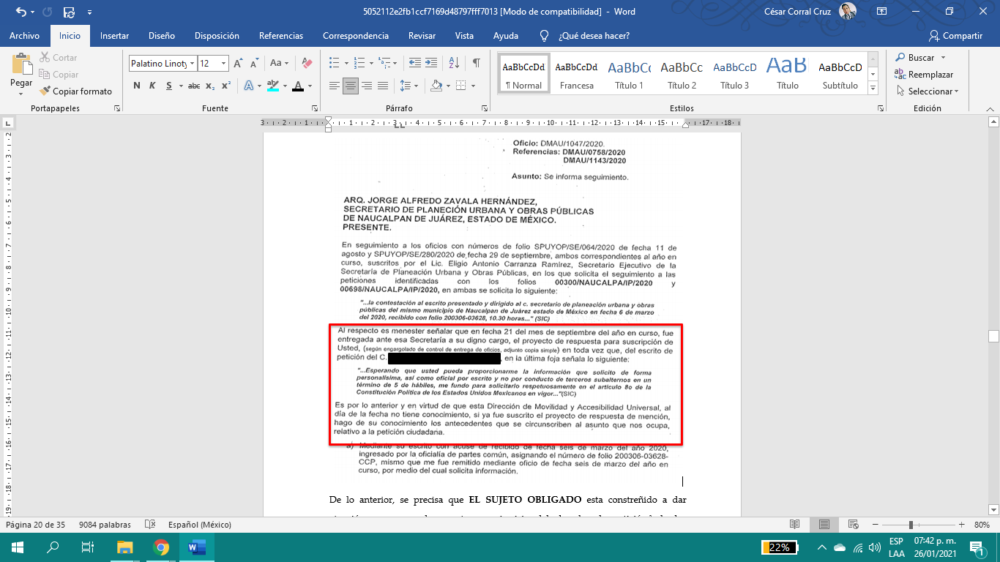 5052112e2fb1ccf7169d48797fff7013 [Modo de compatibilidad] - Word
César Corral Cruz
Archivo Inicio Insertar Diseño Disposición Referencias Correspondencia Revisar Vista Ayuda ¿Qué desea hacer? Compartir
Pegar
Cortar
Copiar
Copiar formato
Portapapeles
Palatino Linoty 12
Fuente
Párrafo
AaBbCcDd AaBbCcDd AaBbCc AaBbCc AaBbCcD AaB AaBbCcD
¶ Normal Francesa Título 1 Título 2 Título 3 Título Subtítulo
Estilos
Buscar
Reemplazar
Seleccionar
Edición
Oficio: DMAU/1047/2020.
Referencias: DMAU/0758/2020
DMAU/1143/2020
Asunto: Se informa seguimiento.
ARQ. JORGE ALFREDO ZAVALA HERNÁNDEZ,
SECRETARIO DE PLANECIÓN URBANA Y OBRAS PÚBLICAS
DE NAUCALPAN DE JUÁREZ, ESTADO DE MÉXICO.
PRESENTE.
En seguimiento a los oficios con números de folio SPUYOP/SE/064/2020 de fecha 11 de
agosto y SPUYOP/SE/280/2020 de fecha 29 de septiembre, ambos correspondientes al año en
curso, suscritos por el Lic. Eligio Antonio Carranza Ramírez, Secretario Ejecutivo de la
Secretaría de Planeación Urbana y Obras Públicas, en los que solicita el seguimiento a las
peticiones identificadas con los folios 00300/NAUCALPA/IP/2020 y
00698/NAUCALPA/IP/2020, en ambas se solicita lo siguiente:
"...la contestación al escrito presentado y dirigido al c. secretario de planeación urbana y obras
públicas del mismo municipio de Naucalpan de Juárez estado de México en fecha 6 de marzo
del 2020, recibido con folio 200306-03628, 10.30 horas..." (SIC)
Al respecto es menester señalar que en fecha 21 del mes de septiembre del año en curso, fue
entregada ante esa Secretaría a su digno cargo, el proyecto de respuesta para suscripción de
Usted, (según engargolado de control de entrega de oficios, adjunto copia simple) en toda vez que, del escrito de
petición del C. , en la última foja señala lo siguiente:
"...Esperando que usted pueda proporcionarme la información que solicito de forma
personalísima, así como oficial por escrito y no por conducto de terceros subalternos en un
término de 5 de hábiles, me fundo para solicitarlo respetuosamente en el artículo 8o de la
Constitución Política de los Estados Unidos Mexicanos en vigor..."(SIC)
Es por lo anterior y en virtud de que esta Dirección de Movilidad y Accesibilidad Universal, al
día de la fecha no tiene conocimiento, si ya fue suscrito el proyecto de respuesta de mención,
hago de su conocimiento los antecedentes que se circunscriben al asunto que nos ocupa,
relativo a la petición ciudadana.
a) Mediante su escrito con acuse de recibido de fecha seis de marzo del año 2020,
ingresado por la oficialía de partes común, asignando el número de folio 200306-03628-
CCP, mismo que me fue remitido mediante oficio de fecha seis de marzo del año en
curso, por medio del cual solicita información.
De lo anterior, se precisa que EL SUJETO OBLIGADO esta constreñido a dar
Página 20 de 35 9084 palabras Español (México) 80%
22% ESP 07:42 p. m.
LAA 26/01/2021